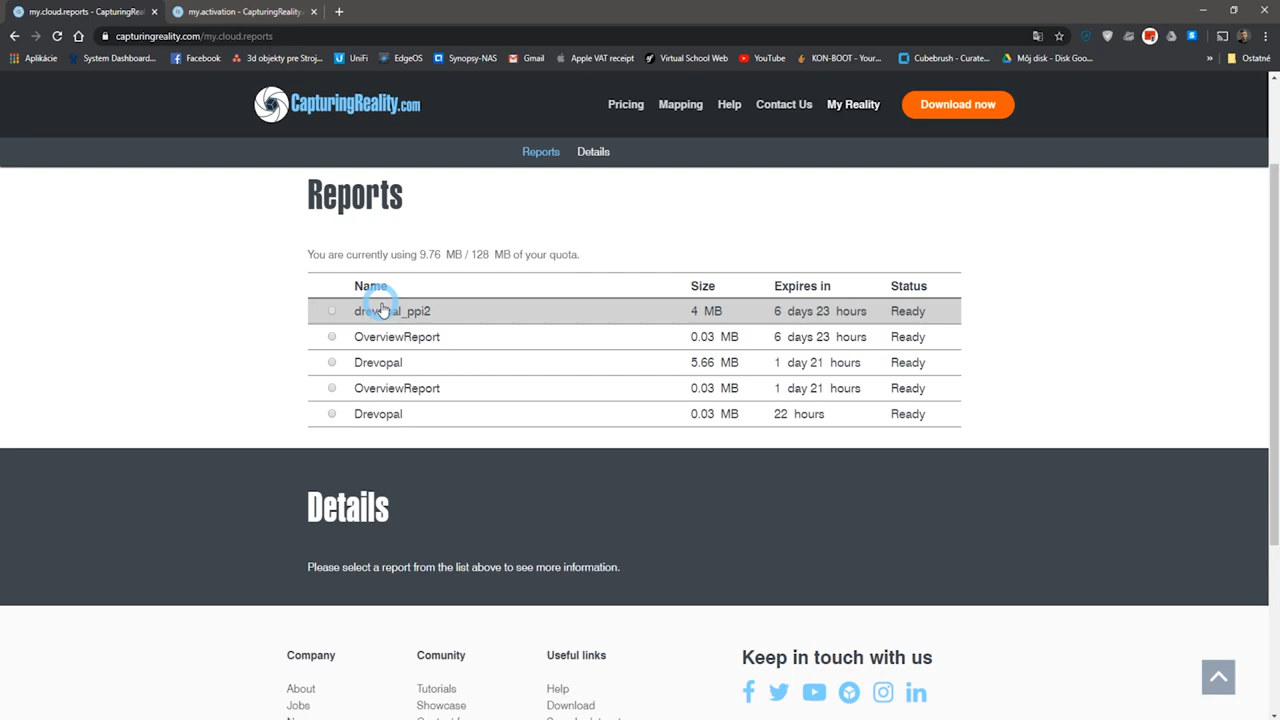 my.cloud.reports - CapturingReal
my.activation - CapturingReality
capturingreality.com/my.cloud.reports
Aplikácie
System Dashboard...
Facebook
3d objekty pre Stroj...
UniFi
EdgeOS
Synopsy-NAS
Gmail
Apple VAT receipt
Virtual School Web
YouTube
KON-BOOT - Your...
Cubebrush - Curate...
Môj disk - Disk Goo...
»
Ostatné
CapturingReality.com
Pricing
Mapping
Help
Contact Us
My Reality
Download now
Reports
Details
Reports
You are currently using 9.76 MB / 128 MB of your quota.
Name Size Expires in Status
4 MB 6 days 23 hours Ready
OverviewReport 0.03 MB 6 days 23 hours Ready
Drevopal 5.66 MB 1 day 21 hours Ready
OverviewReport 0.03 MB 1 day 21 hours Ready
Drevopal 0.03 MB 22 hours Ready
Details
Please select a report from the list above to see more information.
Company
About
Jobs
Comunity
Tutorials
Showcase
Useful links
Help
Download
Keep in touch with us